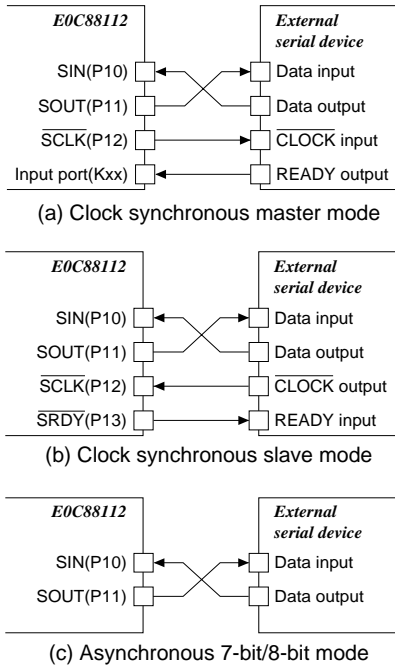 E0C88112 External
serial device
SIN(P10) Data input
SOUT(P11) Data output
SCLK(P12) CLOCK input
Input port(Kxx) READY output
(a) Clock synchronous master mode
E0C88112 External
serial device
SIN(P10) Data input
SOUT(P11) Data output
SCLK(P12) CLOCK output
SRDY(P13) READY input
(b) Clock synchronous slave mode
E0C88112 External
serial device
SIN(P10) Data input
SOUT(P11) Data output
(c) Asynchronous 7-bit/8-bit mode